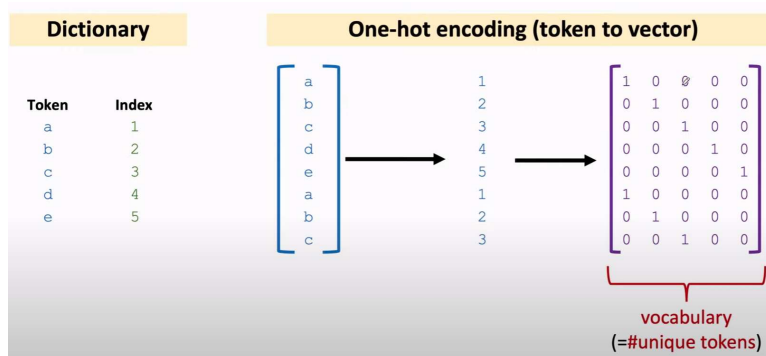 Dictionary
One-hot encoding (token to vector)
Token Index
a 1
b 2
c 3
d 4
e 5
a 1 1 0 0 0 0
b 2 0 1 0 0 0
c 3 0 0 1 0 0
d 4 0 0 0 1 0
e 5 0 0 0 0 1
a 1 1 0 0 0 0
b 2 0 1 0 0 0
c 3 0 0 1 0 0
vocabulary
(=#unique tokens)